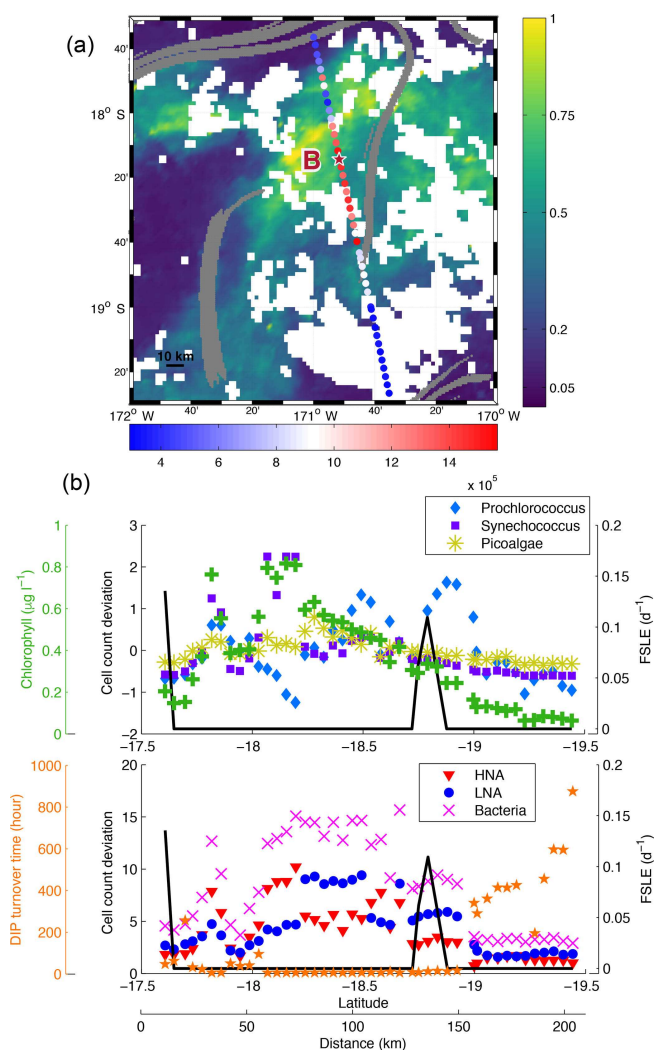 (a)
40'
18° S
20'
40'
19° S
20'
B
10 km
172° W
40'
20'
171° W
40'
20'
170° W
1
0.75
0.5
0.2
0.05
4 6 8 10 12 14
x 10⁵
(b)
Prochlorococcus
Synechococcus
Picoalgae
Chlorophyll (µg l⁻¹)
1
0.8
0.6
0.4
0.2
0
Cell count deviation
3
2
1
0
−1
−2
FSLE (d⁻¹)
0.2
0.15
0.1
0.05
0
−17.5 −18 −18.5 −19 −19.5
HNA
LNA
Bacteria
DIP turnover time (hour)
1000
800
600
400
200
0
Cell count deviation
20
15
10
5
0
FSLE (d⁻¹)
0.2
0.15
0.1
0.05
0
−17.5 −18 −18.5 −19 −19.5
Latitude
0 50 100 150 200
Distance (km)